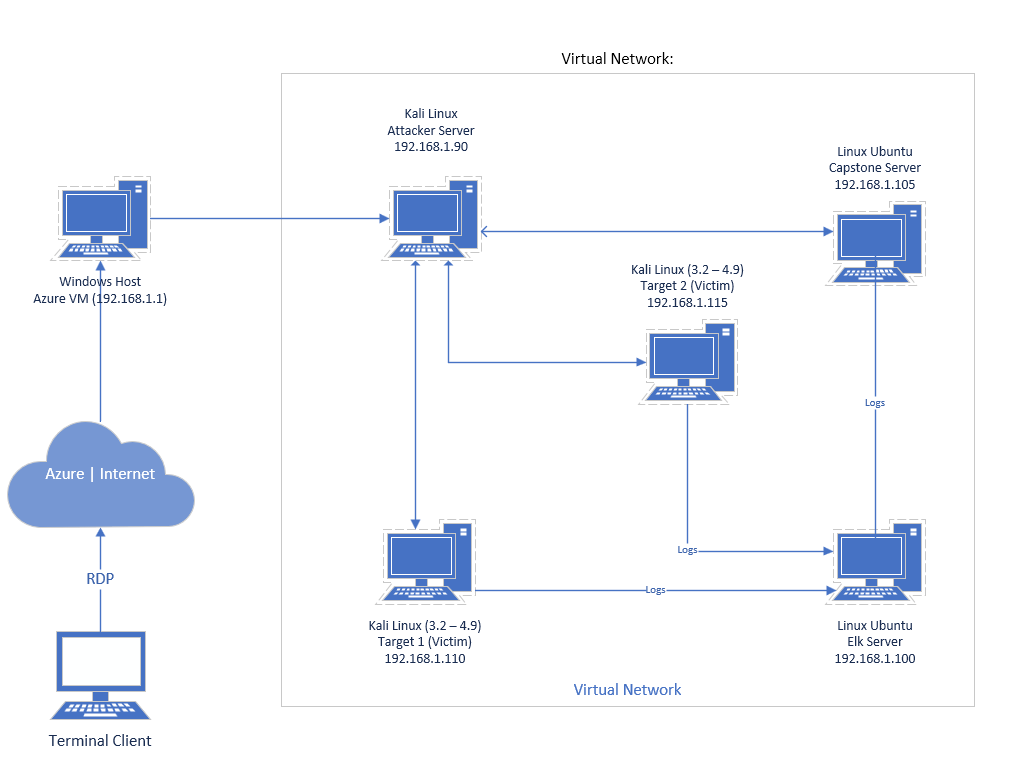 Virtual Network:
Kali Linux
Attacker Server
192.168.1.90
Linux Ubuntu
Capstone Server
192.168.1.105
Windows Host
Azure VM (192.168.1.1)
Kali Linux (3.2 – 4.9)
Target 2 (Victim)
192.168.1.115
Logs
Azure | Internet
Logs
RDP
Logs
Kali Linux (3.2 – 4.9)
Target 1 (Victim)
192.168.1.110
Linux Ubuntu
Elk Server
192.168.1.100
Virtual Network
Terminal Client